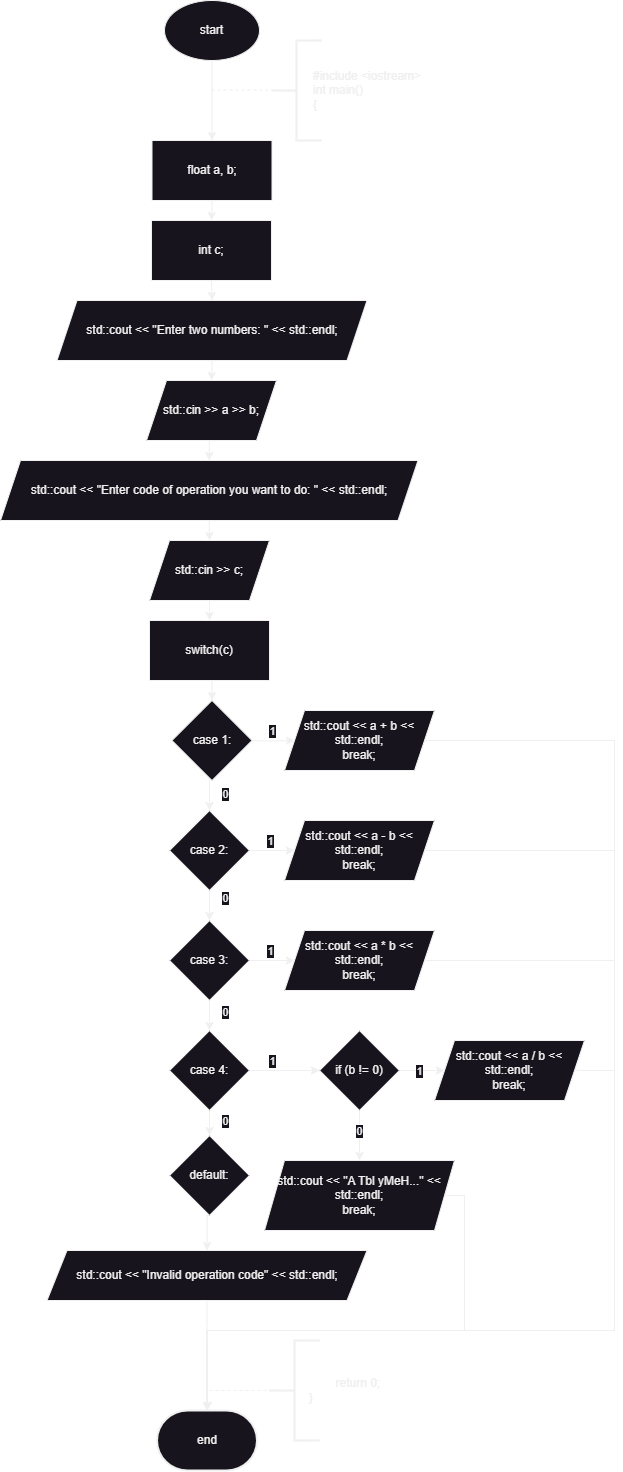 start
#include <iostream>
int main()
{
float a, b;
int c;
std::cout << "Enter two numbers: " << std::endl;
std::cin >> a >> b;
std::cout << "Enter code of operation you want to do: " << std::endl;
std::cin >> c;
switch(c)
case 1:
1
std::cout << a + b <<
std::endl;
break;
0
case 2:
1
std::cout << a - b <<
std::endl;
break;
0
case 3:
1
std::cout << a * b <<
std::endl;
break;
0
case 4:
1
if (b != 0)
1
std::cout << a / b <<
std::endl;
break;
0
0
default:
std::cout << "A TbI yMeH..." <<
std::endl;
break;
std::cout << "Invalid operation code" << std::endl;
return 0;
}
end